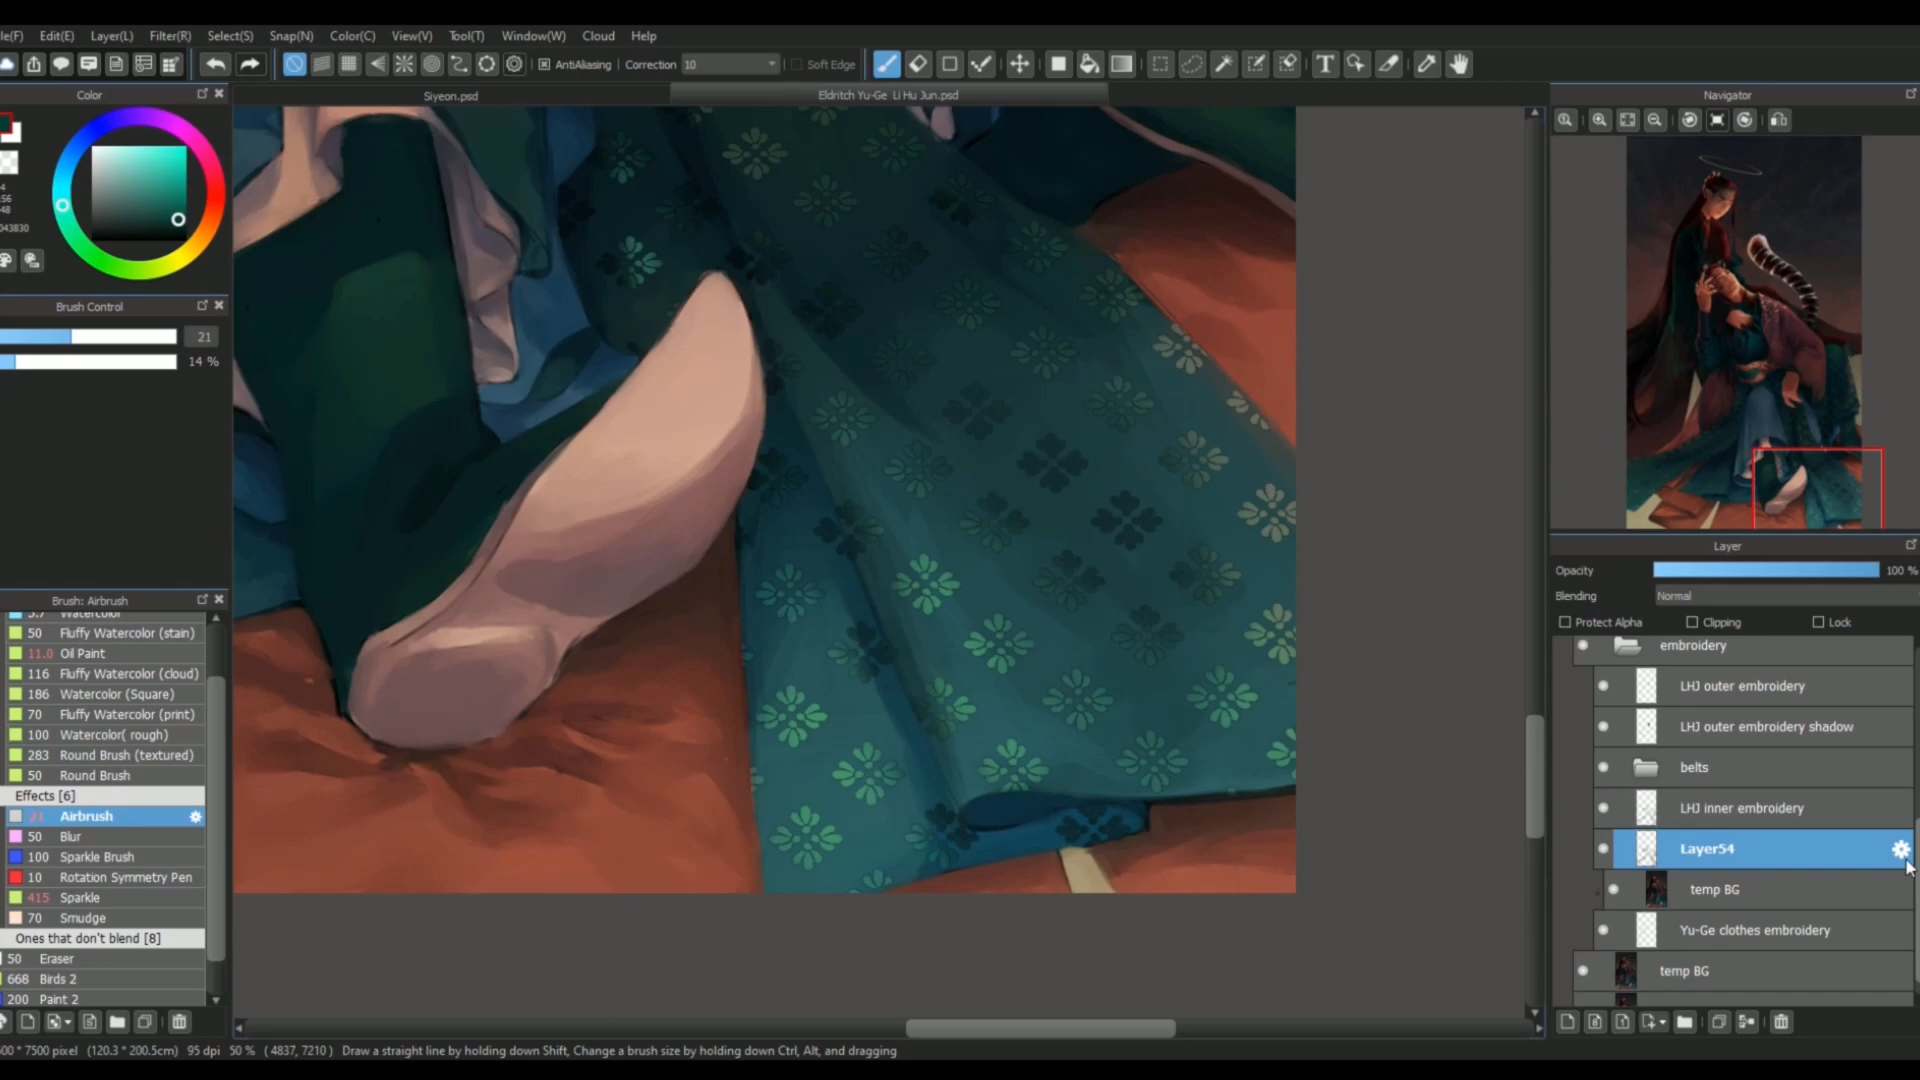 le(F) Edit(E) Layer(L) Filter(R) Select(S) Snap(N) Color(C) View(V) Tool(T) Window(W) Cloud Help
AntiAliasing Correction 10 Soft Edge
Color
Siyeon.psd
Eldritch Yu-Ge Li Hu Jun.psd
Navigator
4
56
48
043830
Brush Control
21
14 %
Brush: Airbrush
50 Fluffy Watercolor (stain)
11.0 Oil Paint
116 Fluffy Watercolor (cloud)
186 Watercolor (Square)
70 Fluffy Watercolor (print)
100 Watercolor( rough)
283 Round Brush (textured)
50 Round Brush
Effects [6]
21 Airbrush
50 Blur
100 Sparkle Brush
10 Rotation Symmetry Pen
415 Sparkle
70 Smudge
Ones that don't blend [8]
50 Eraser
668 Birds 2
200 Paint 2
Layer
Opacity 100 %
Blending Normal
Protect Alpha Clipping Lock
embroidery
LHJ outer embroidery
LHJ outer embroidery shadow
belts
LHJ inner embroidery
Layer54
temp BG
Yu-Ge clothes embroidery
temp BG
00 * 7500 pixel (120.3 * 200.5cm) 95 dpi 50 % ( 4837, 7210 ) Draw a straight line by holding down Shift, Change a brush size by holding down Ctrl, Alt, and dragging